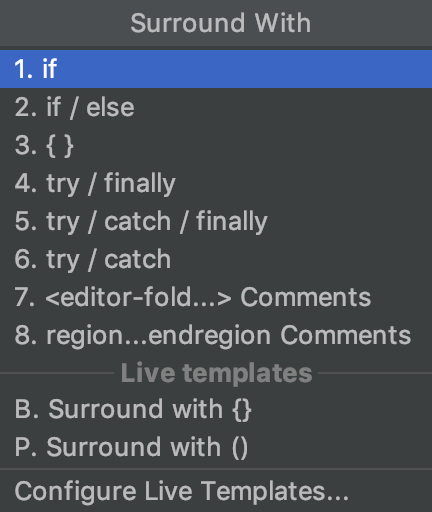 Surround With
1. if
2. if / else
3. { }
4. try / finally
5. try / catch / finally
6. try / catch
7. <editor-fold...> Comments
8. region...endregion Comments
Live templates
B. Surround with {}
P. Surround with ()
Configure Live Templates...